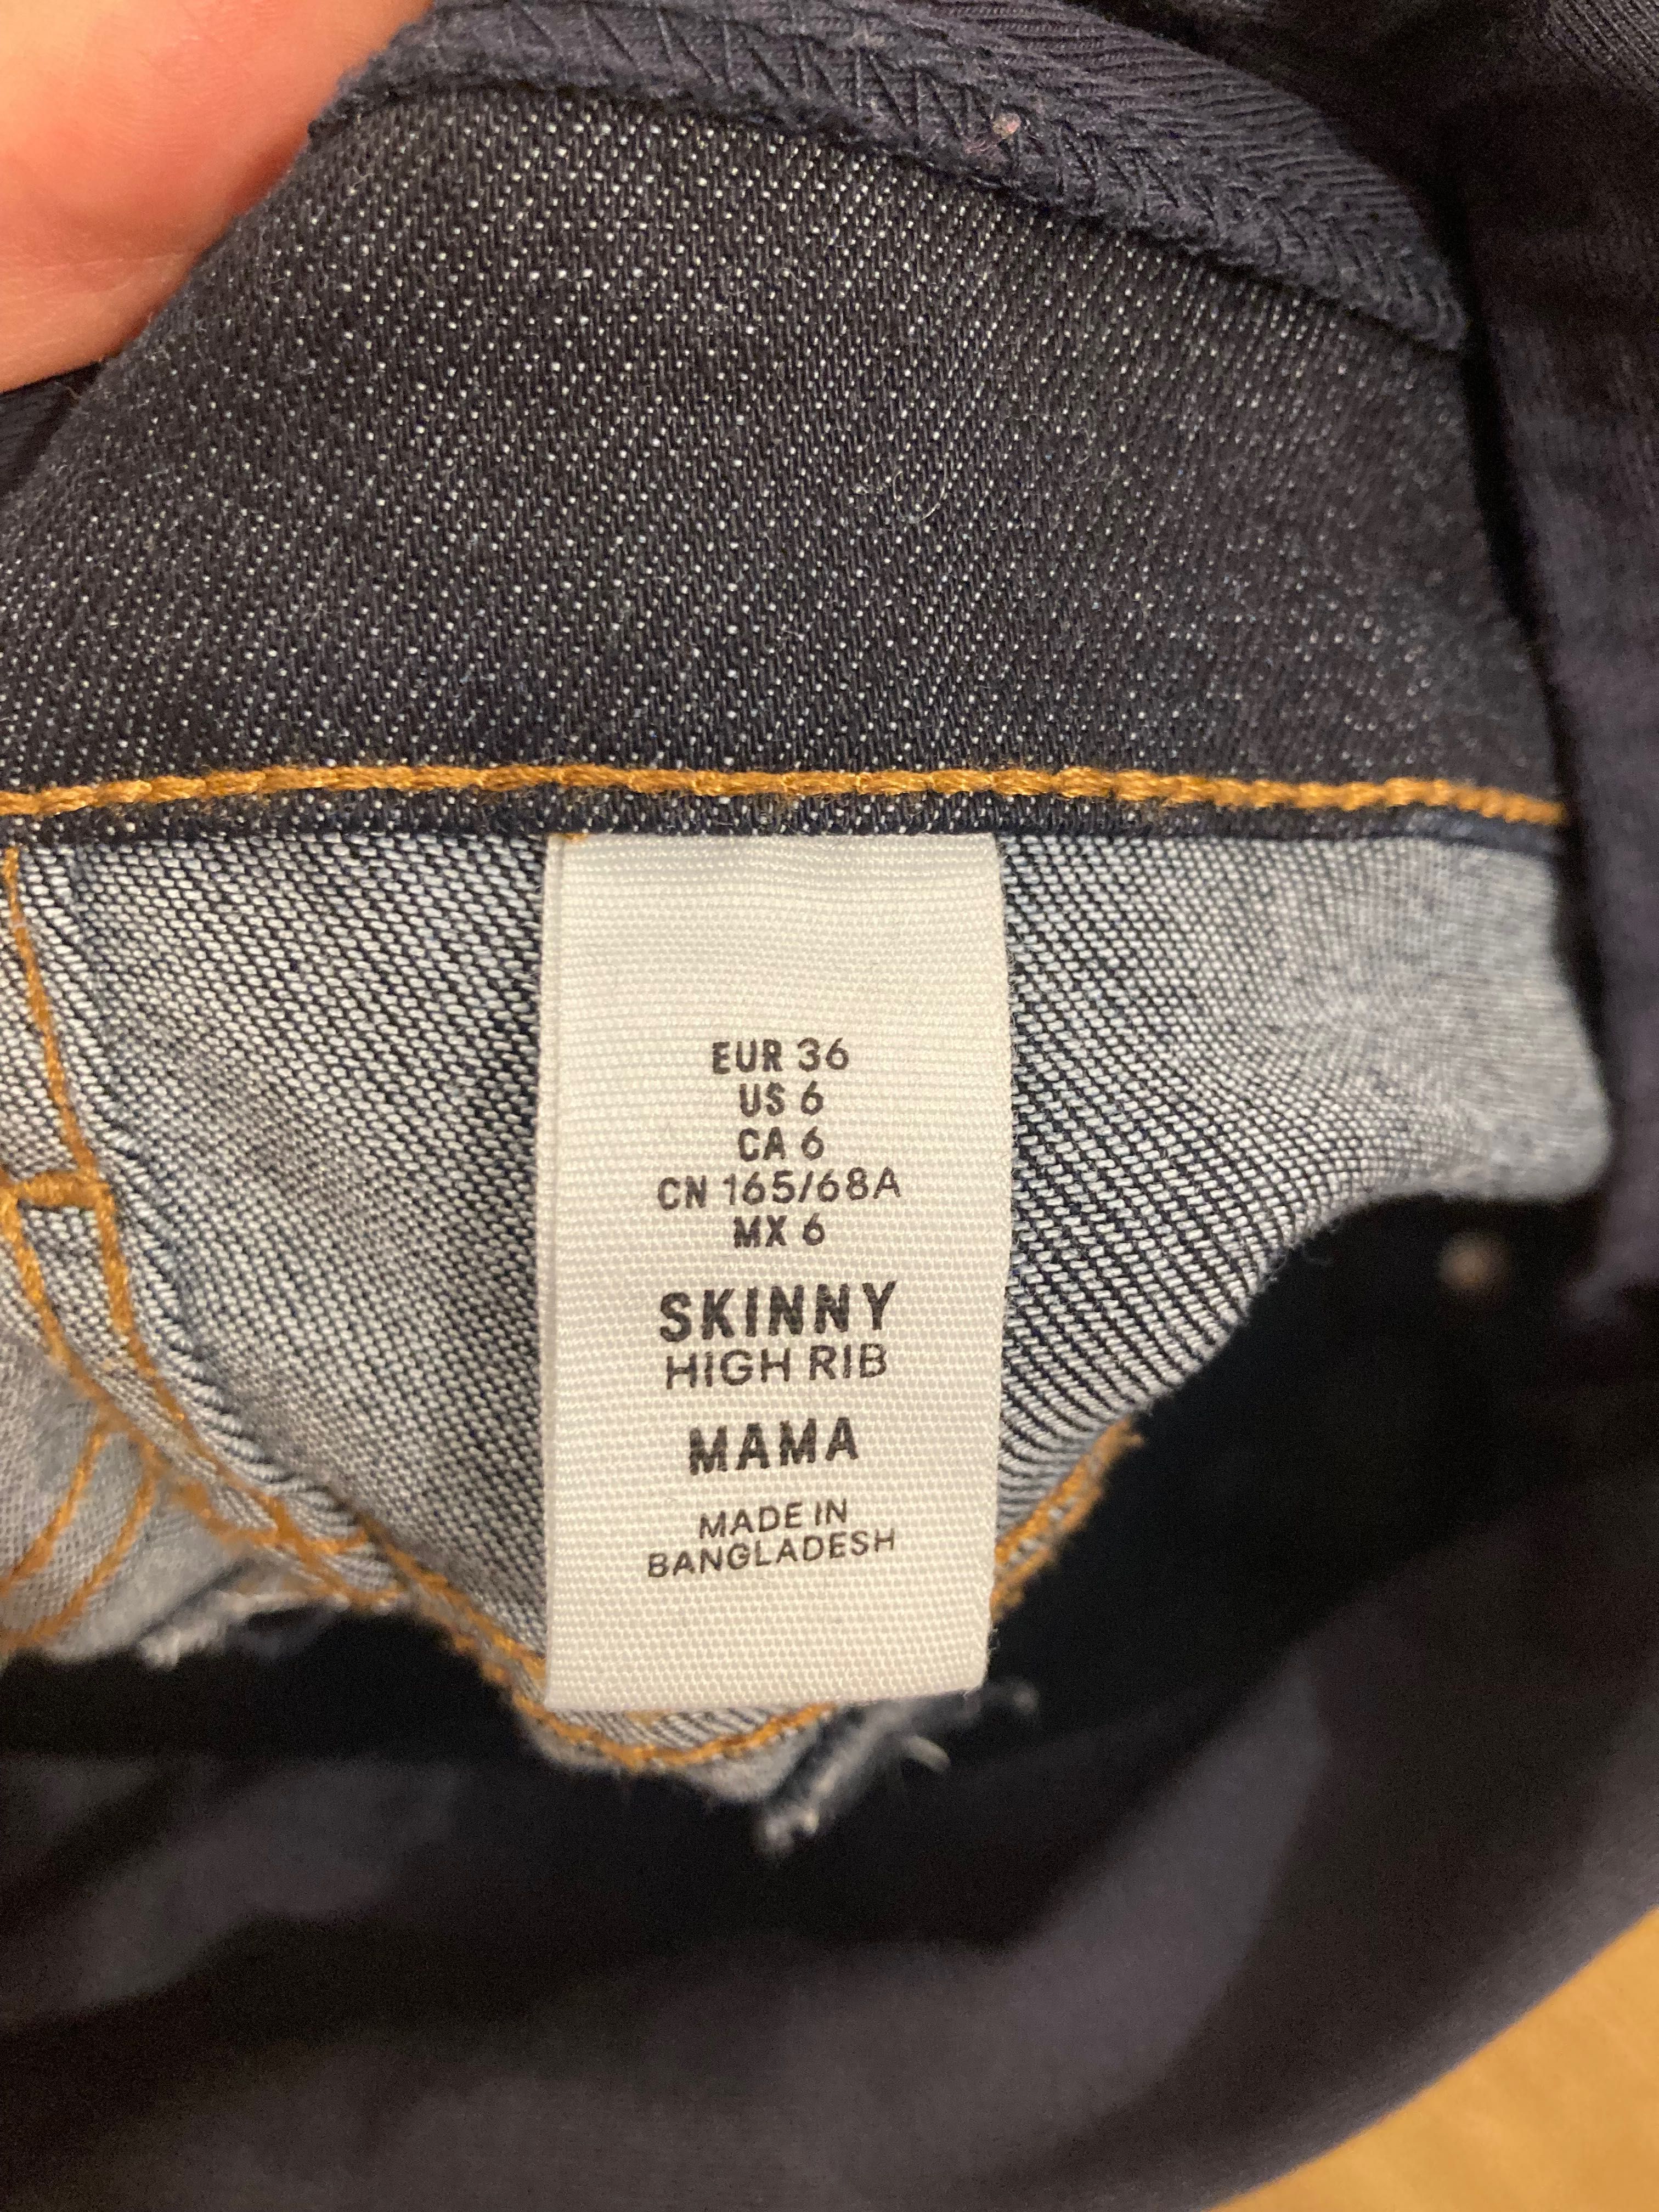 EUR 36
US 6
CA 6
CN 165/68A
MX 6
SKINNY
HIGH RIB
MAMA
MADE IN
BANGLADESH